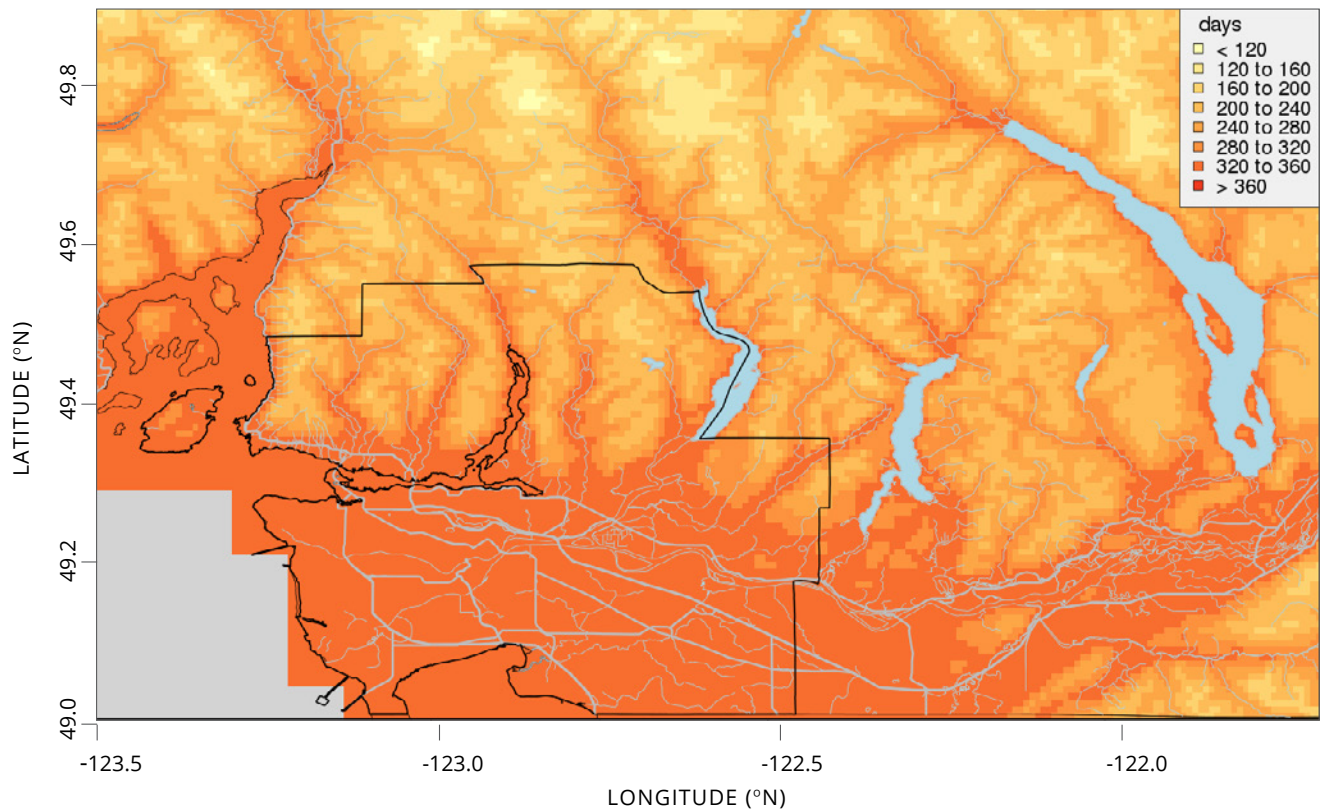 days
< 120
120 to 160
160 to 200
200 to 240
240 to 280
280 to 320
320 to 360
> 360
49.8
49.6
49.4
49.2
49.0
LATITUDE (°N)
-123.5
-123.0
-122.5
-122.0
LONGITUDE (°N)